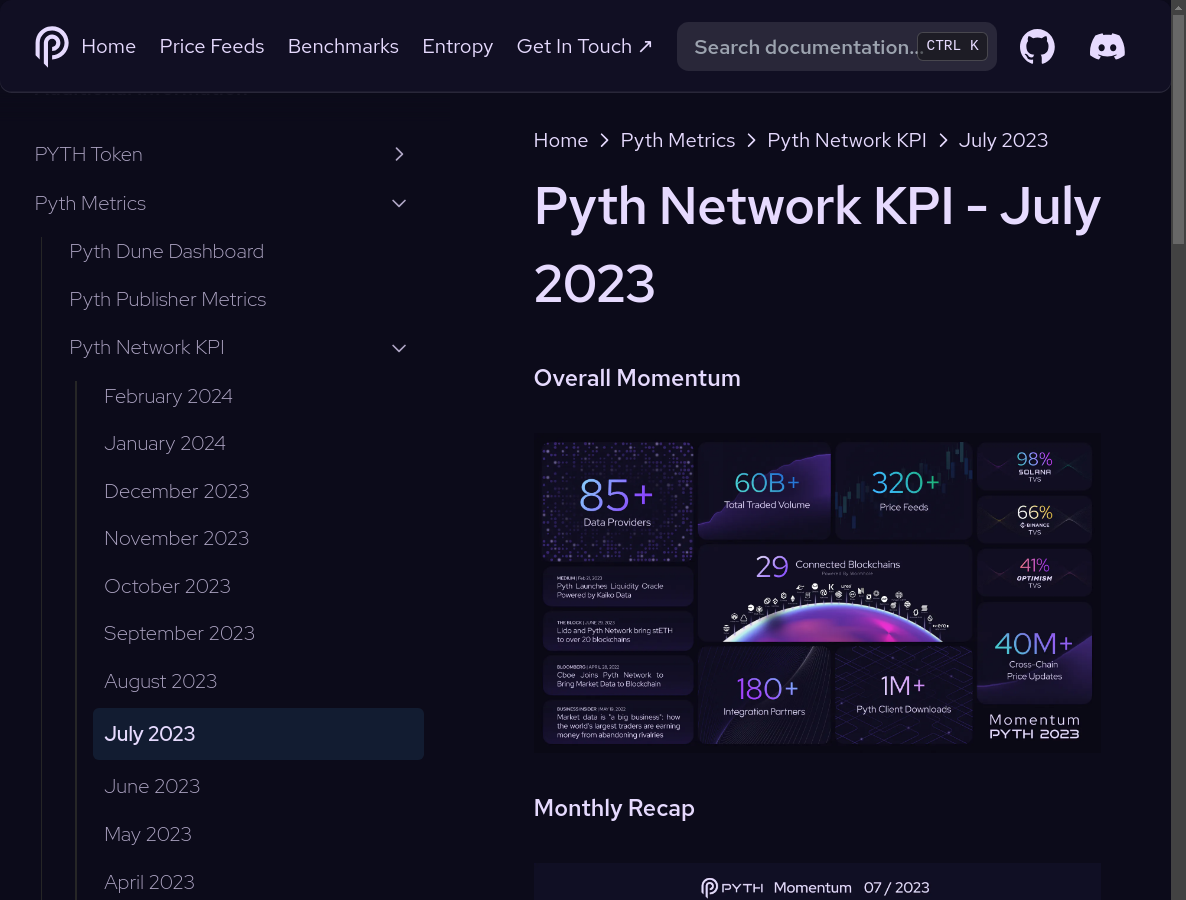 Home Price Feeds Benchmarks Entropy Get In Touch ↗ Search documentation… CTRL K
PYTH Token
Pyth Metrics
Pyth Dune Dashboard
Pyth Publisher Metrics
Pyth Network KPI
February 2024
January 2024
December 2023
November 2023
October 2023
September 2023
August 2023
July 2023
June 2023
May 2023
April 2023
Home > Pyth Metrics > Pyth Network KPI > July 2023
Pyth Network KPI - July
2023
Overall Momentum
85+
Data Providers
MEDIUM | Feb 21, 2023
Pyth Launches Liquidity Oracle
Powered by Kaiko Data
THE BLOCK | JUNE 29, 2023
Lido and Pyth Network bring stETH
to over 20 blockchains
BLOOMBERG | APRIL 28, 2022
Cboe Joins Pyth Network to
Bring Market Data to Blockchain
BUSINESS INSIDER | MAY 18, 2022
Market data is "a big business": how
the world's largest traders are earning
money from abandoning rivalries
60B+
Total Traded Volume
320+
Price Feeds
29 Connected Blockchains
Powered by Wormhole
180+
Integration Partners
1M+
Pyth Client Downloads
98%
SOLANA
TVS
66%
BINANCE
TVS
41%
OPTIMISM
TVS
40M+
Cross-Chain
Price Updates
Momentum
PYTH 2023
Monthly Recap
PYTH Momentum 07 / 2023